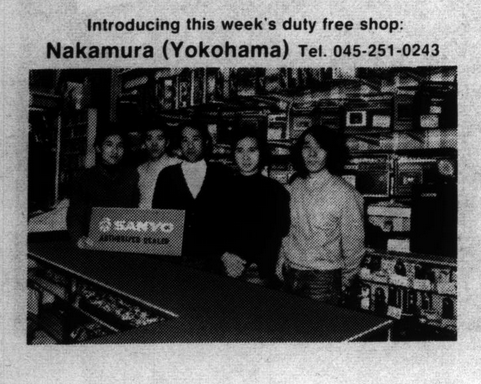 Introducing this week's duty free shop:
Nakamura (Yokohama) Tel. 045-251-0243
SANYO
AUTHORIZED DEALER